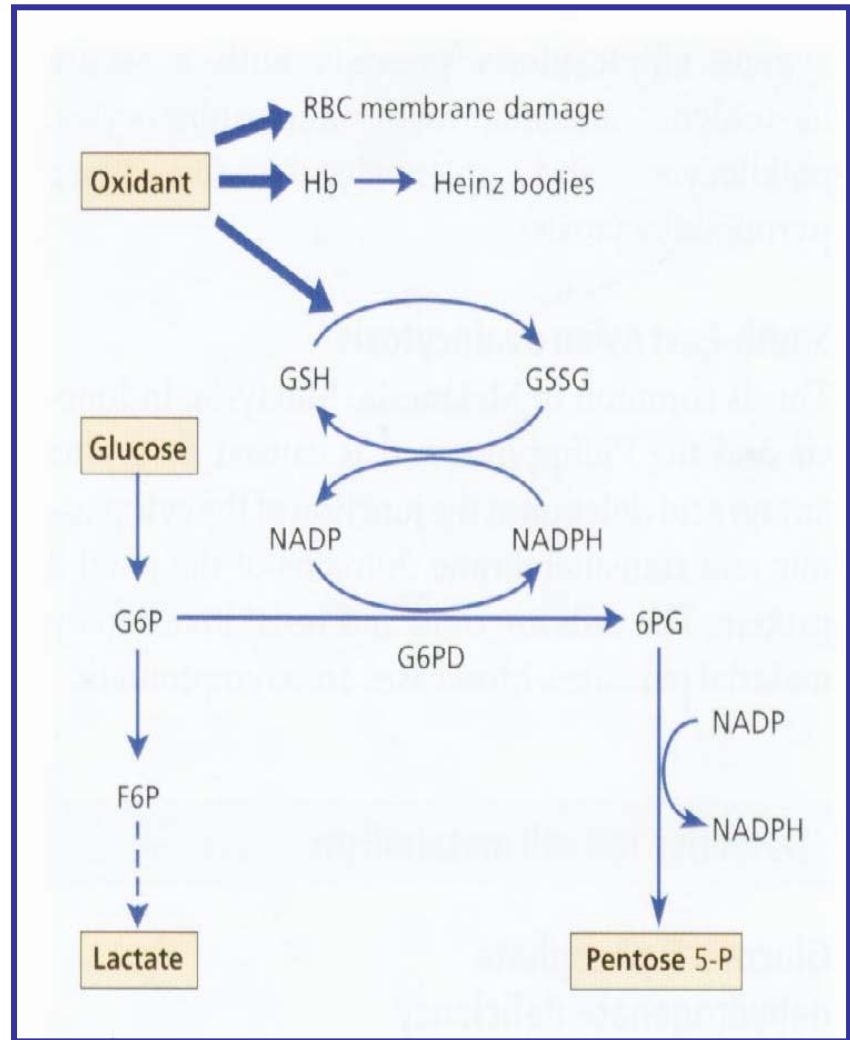 RBC membrane damage
Oxidant
Hb
Heinz bodies
GSH
GSSG
Glucose
NADP
NADPH
G6P
6PG
G6PD
NADP
F6P
NADPH
Lactate
Pentose 5-P